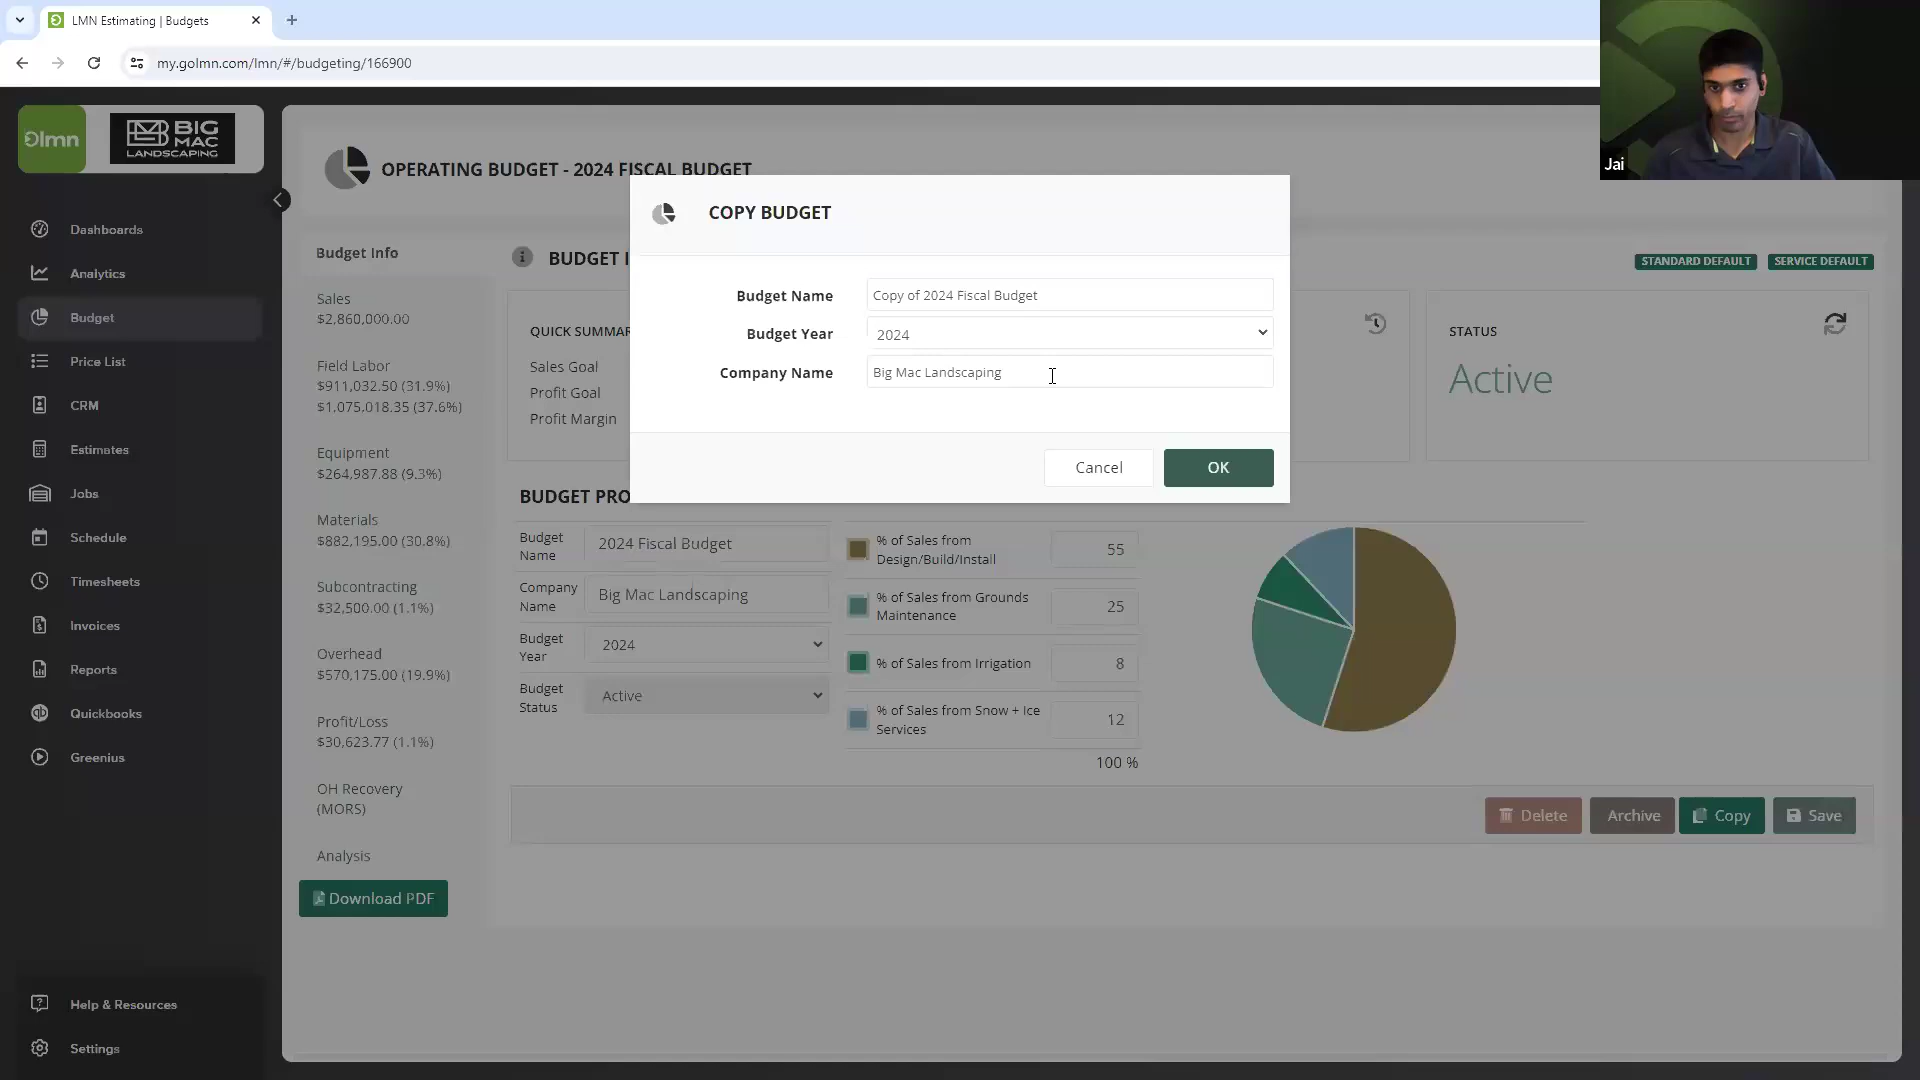 LMN Estimating | Budgets
my.golmn.com/lmn/#/budgeting/166900
Jai
lmn
BIG
MAC
LANDSCAPING
Dashboards
Analytics
Budget
Price List
CRM
Estimates
Jobs
Schedule
Timesheets
Invoices
Reports
Quickbooks
Greenius
Help & Resources
Settings
OPERATING BUDGET - 2024 FISCAL BUDGET
Budget Info
Sales
$2,860,000.00
Field Labor
$911,032.50 (31.9%)
$1,075,018.35 (37.6%)
Equipment
$264,987.88 (9.3%)
Materials
$882,195.00 (30.8%)
Subcontracting
$32,500.00 (1.1%)
Overhead
$570,175.00 (19.9%)
Profit/Loss
$30,623.77 (1.1%)
OH Recovery
(MORS)
Analysis
Download PDF
BUDGET I
STANDARD DEFAULT
SERVICE DEFAULT
QUICK SUMMAR
Sales Goal
Profit Goal
Profit Margin
STATUS
Active
COPY BUDGET
Budget Name
Copy of 2024 Fiscal Budget
Budget Year
2024
Company Name
Big Mac Landscaping
Cancel
OK
BUDGET PRO
Budget
Name
2024 Fiscal Budget
Company
Name
Big Mac Landscaping
Budget
Year
2024
Budget
Status
Active
% of Sales from
Design/Build/Install
55
% of Sales from Grounds
Maintenance
25
% of Sales from Irrigation
8
% of Sales from Snow + Ice
Services
12
100 %
Delete
Archive
Copy
Save